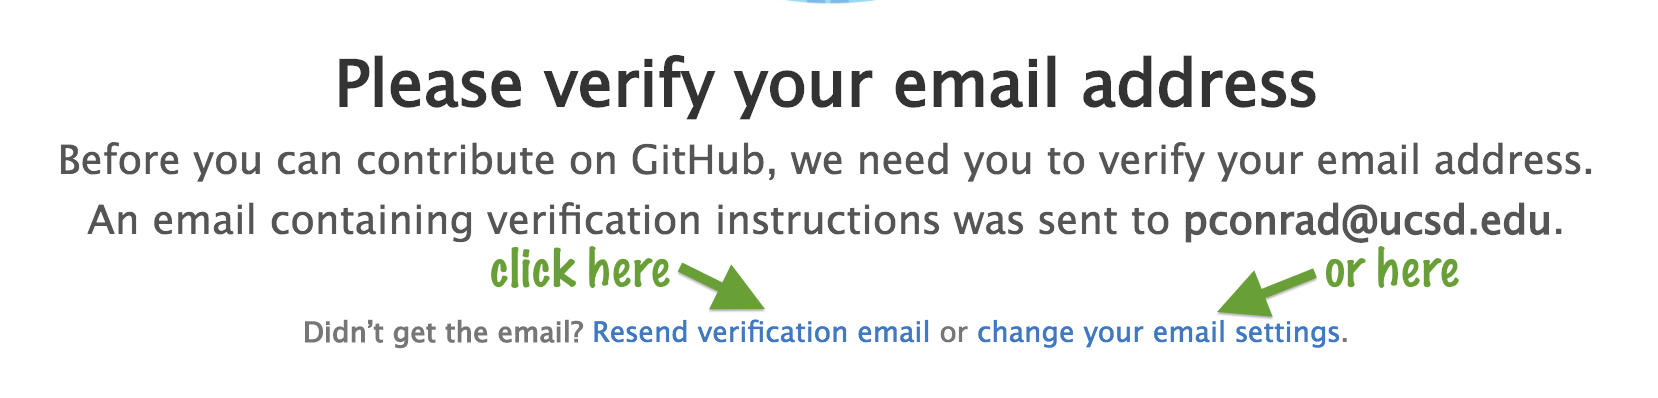 Please verify your email address
Before you can contribute on GitHub, we need you to verify your email address.
An email containing verification instructions was sent to pconrad@ucsd.edu.
click here or here
Didn’t get the email? Resend verification email or change your email settings.